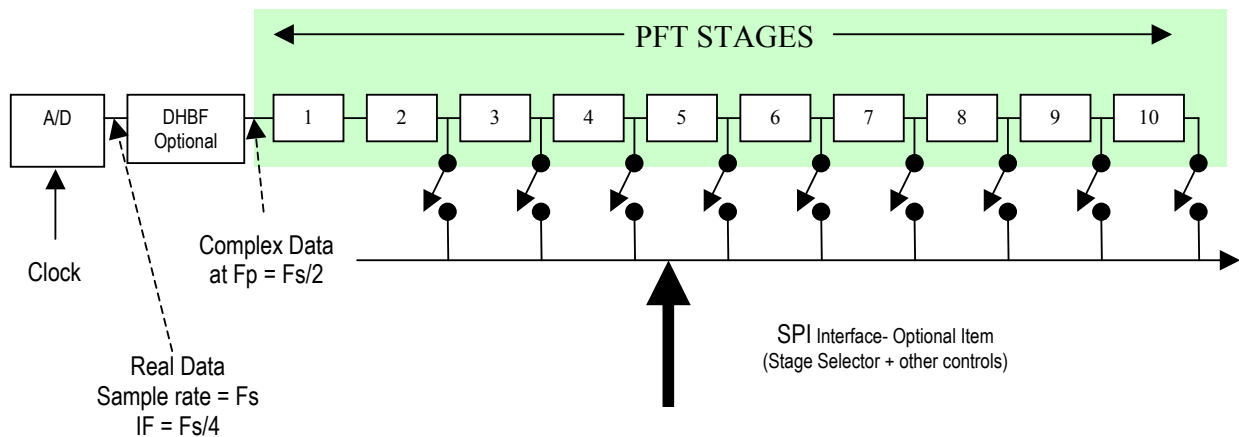 PFT STAGES
A/D
DHBF
Optional
1
2
3
4
5
6
7
8
9
10
Clock
Complex Data
at Fp = Fs/2
Real Data
Sample rate = Fs
IF = Fs/4
SPI Interface- Optional Item
(Stage Selector + other controls)